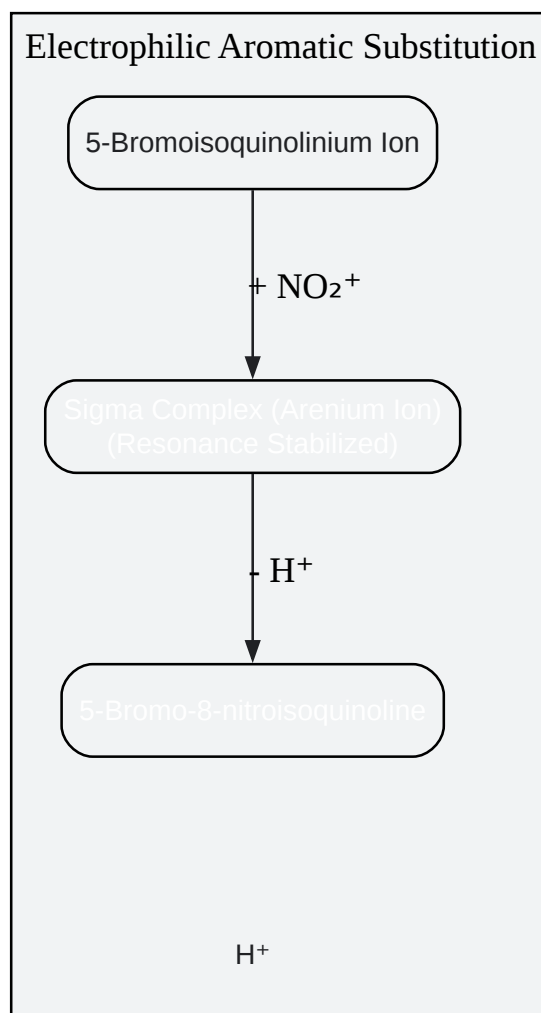 Electrophilic Aromatic Substitution
5-Bromoisoquinolinium Ion
+ NO₂⁺
Sigma Complex (Arenium Ion)
(Resonance Stabilized)
- H⁺
5-Bromo-8-nitroisoquinoline
H⁺